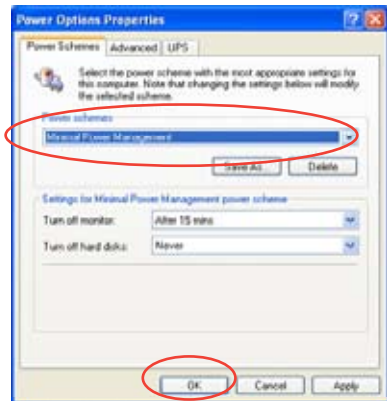 Power Options Properties
Power Schemes Advanced UPS
Select the power scheme with the most appropriate settings for
this computer. Note that changing the settings below will modify
the selected scheme.
Power schemes
Minimal Power Management
Save As... Delete
Settings for Minimal Power Management power scheme
Turn off monitor: After 15 mins
Turn off hard disks: Never
OK Cancel Apply